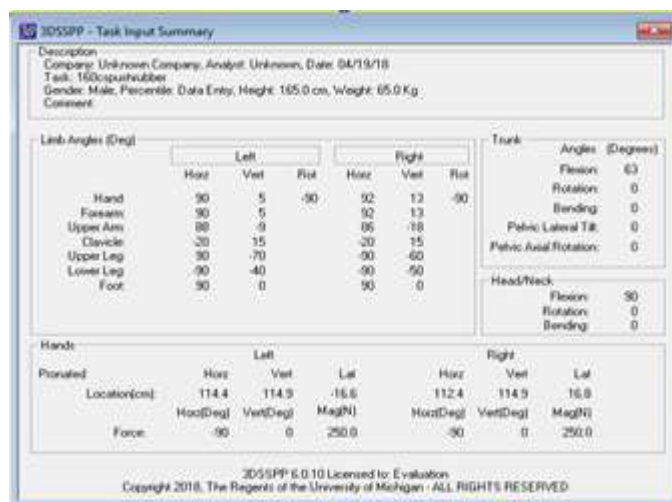 3DSSPP - Task Input Summary
Description
Company: Unknown Company, Analyst: Unknown, Date: 04/19/18
Task: 160cspushrubber
Gender: Male, Percentile: Data Entry, Height: 165.0 cm, Weight: 65.0 Kg
Comment:
Limb Angles (Deg)
Left Right
Horz Vert Rot Horz Vert Rot
Hand 90 5 -90 92 13 -90
Forearm 90 5 92 13
Upper Arm 88 -9 86 -18
Clavicle -20 15 -20 15
Upper Leg 90 -70 -90 -60
Lower Leg -90 -40 -90 -50
Foot 90 0 90 0
Trunk
Angles (Degrees)
Flexion: 63
Rotation: 0
Bending: 0
Pelvic Lateral Tilt: 0
Pelvic Axial Rotation: 0
Head/Neck
Flexion: 90
Rotation: 0
Bending: 0
Hands
Left Right
Pronated Horz Vert Lat Horz Vert Lat
Location(cm): 114.4 114.9 -16.6 112.4 114.9 16.8
Horz(Deg) Vert(Deg) Mag(N) Horz(Deg) Vert(Deg) Mag(N)
Force: -90 0 250.0 -90 0 250.0
3DSSPP 6.0.10 Licensed to: Evaluation
Copyright 2018, The Regents of the University of Michigan - ALL RIGHTS RESERVED